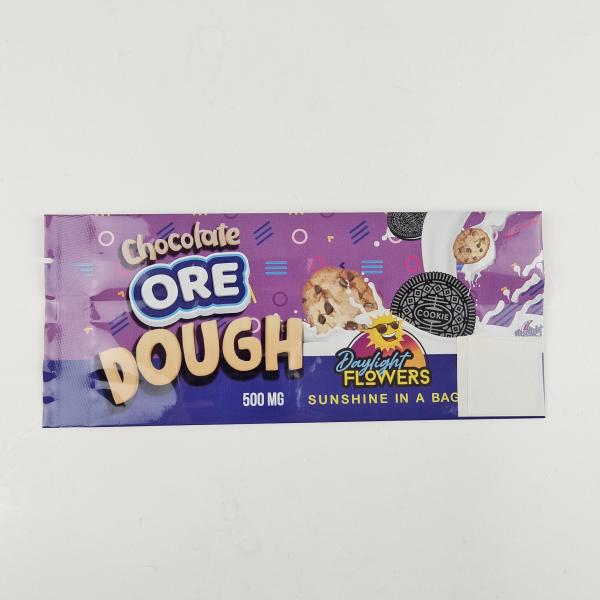 Chocolate
ORE
DOUGH
COOKIE
Daylight
FLOWERS
500 MG
SUNSHINE IN A BAG